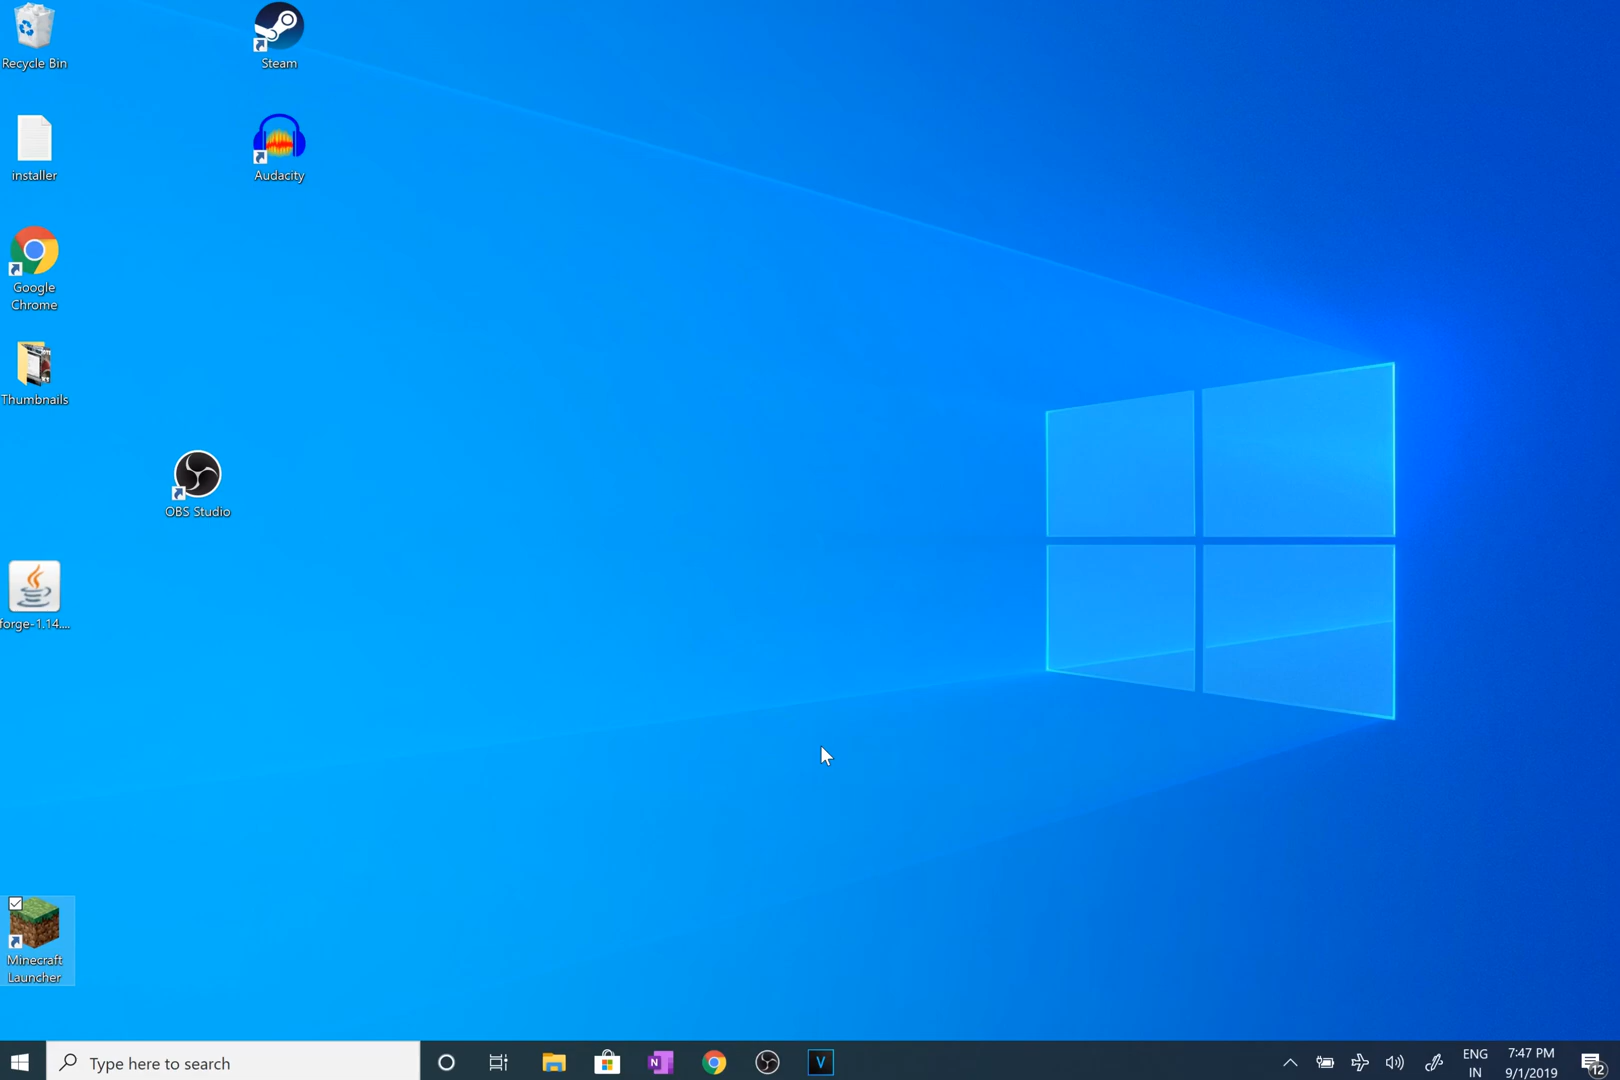 Recycle Bin
Steam
installer
Audacity
Google
Chrome
Thumbnails
OBS Studio
forge-1.14....
Minecraft
Launcher
Type here to search
N
V
ENG
IN
7:47 PM
9/1/2019
12